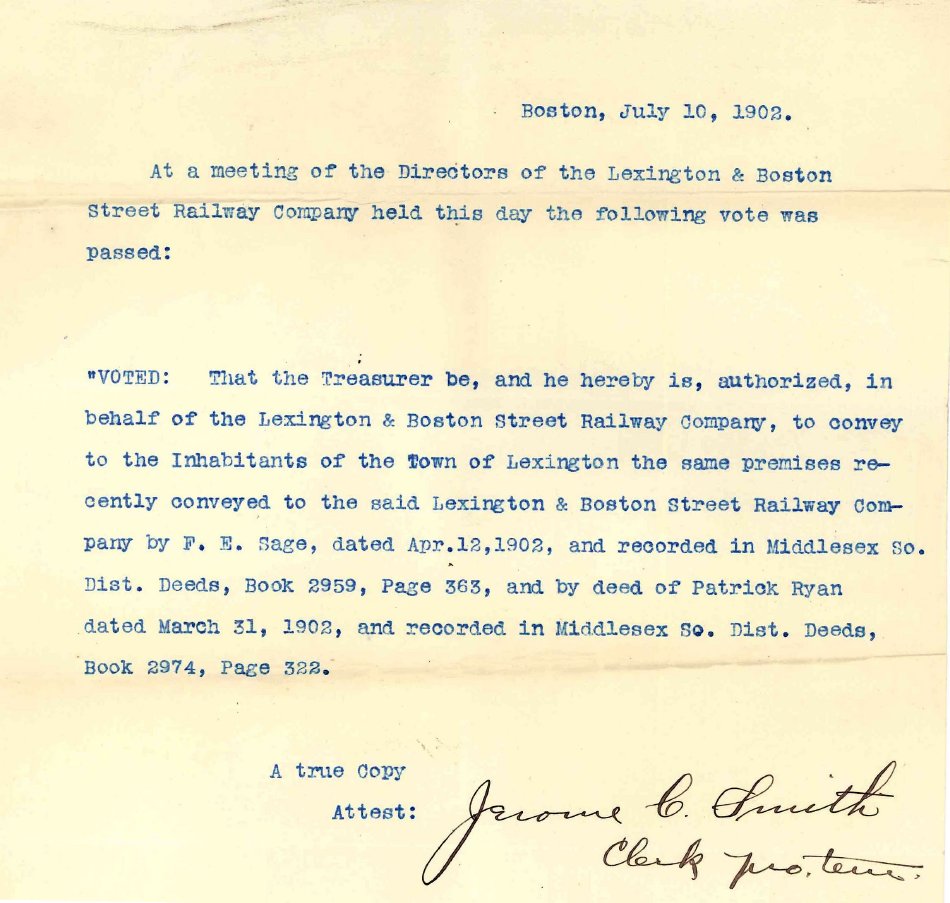 Boston, July 10, 1902.
At a meeting of the Directors of the Lexington & Boston
Street Railway Company held this day the following vote was
passed:
"VOTED: That the Treasurer be, and he hereby is, authorized, in
behalf of the Lexington & Boston Street Railway Company, to convey
to the Inhabitants of the Town of Lexington the same premises re-
cently conveyed to the said Lexington & Boston Street Railway Com-
pany by F. E. Sage, dated Apr.12,1902, and recorded in Middlesex So.
Dist. Deeds, Book 2959, Page 363, and by deed of Patrick Ryan
dated March 31, 1902, and recorded in Middlesex So. Dist. Deeds,
Book 2974, Page 322.
A true Copy
Attest: Jerome C. Smith
Clerk pro. tem.